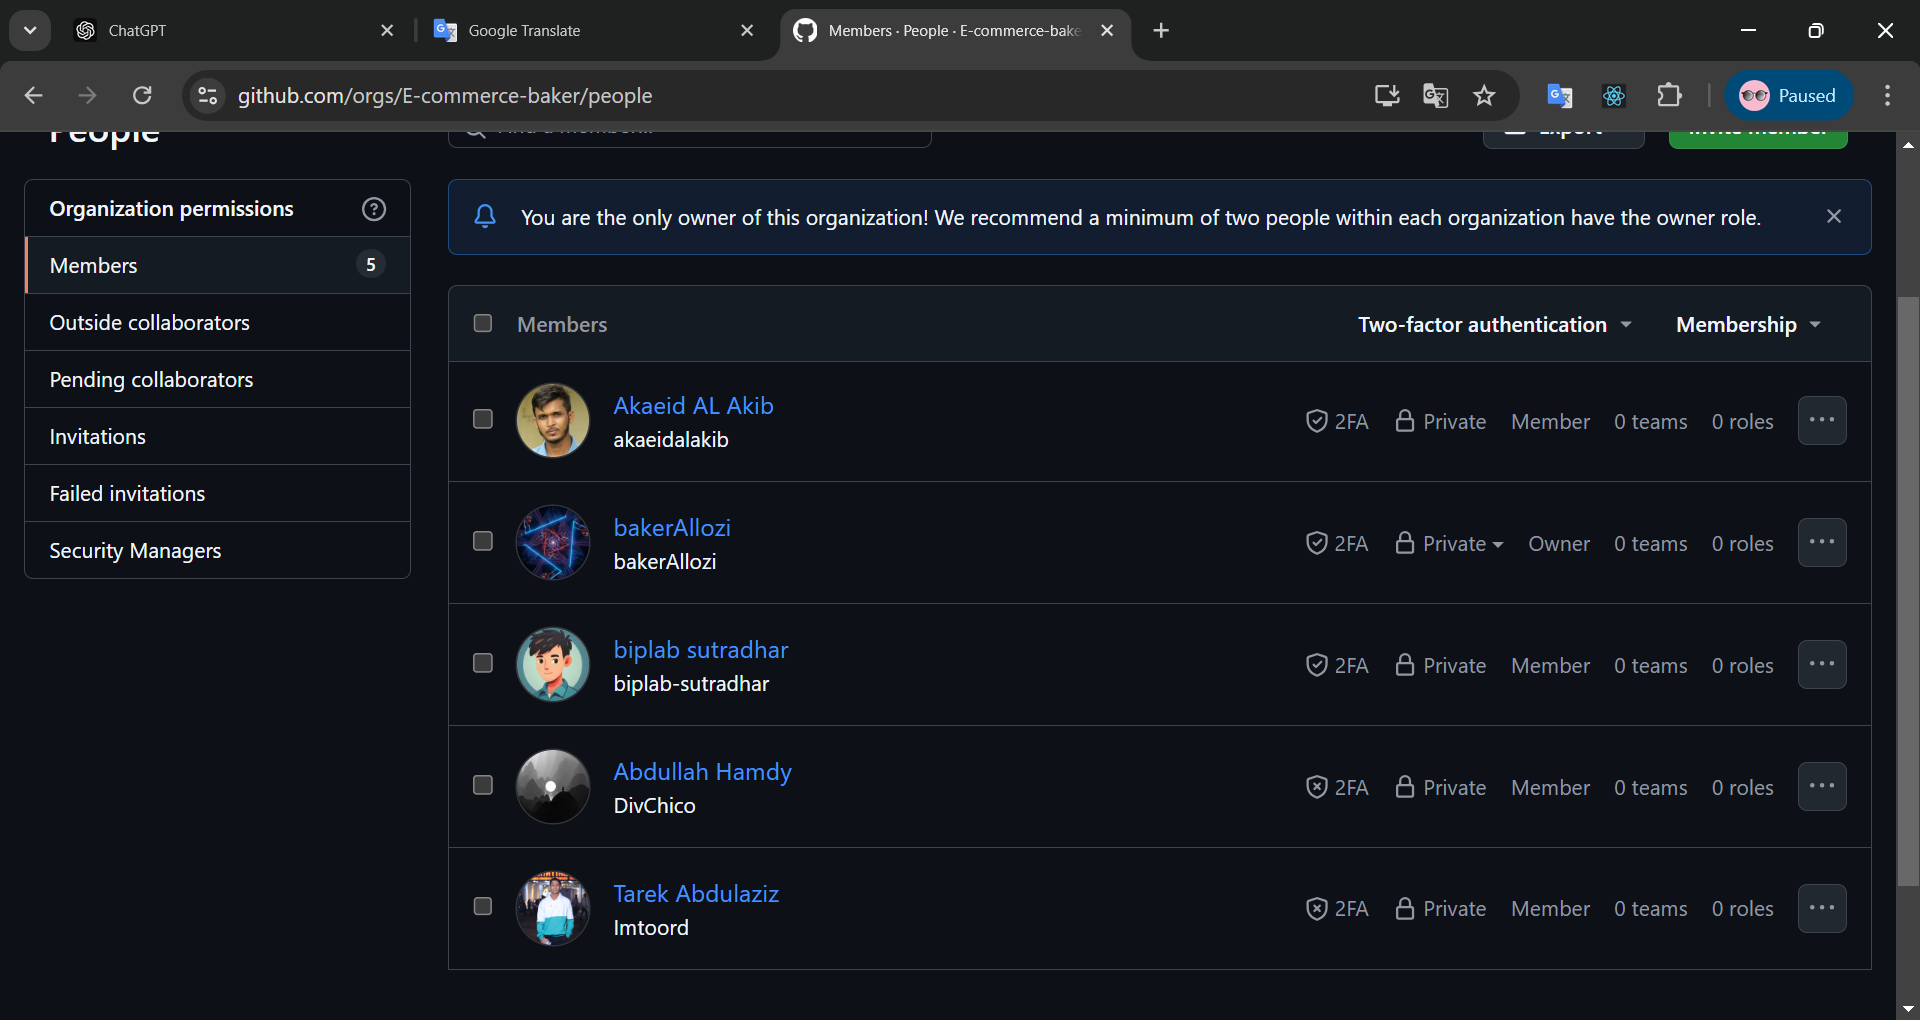 ChatGPT
Google Translate
Members · People · E-commerce-bake
github.com/orgs/E-commerce-baker/people
Paused
People
Find a member...
Export
Invite member
Organization permissions
Members 5
Outside collaborators
Pending collaborators
Invitations
Failed invitations
Security Managers
You are the only owner of this organization! We recommend a minimum of two people within each organization have the owner role.
Members Two-factor authentication Membership
Akaeid AL Akib
akaeidalakib
2FA Private Member 0 teams 0 roles
bakerAllozi
bakerAllozi
2FA Private Owner 0 teams 0 roles
biplab sutradhar
biplab-sutradhar
2FA Private Member 0 teams 0 roles
Abdullah Hamdy
DivChico
2FA Private Member 0 teams 0 roles
Tarek Abdulaziz
Imtoord
2FA Private Member 0 teams 0 roles